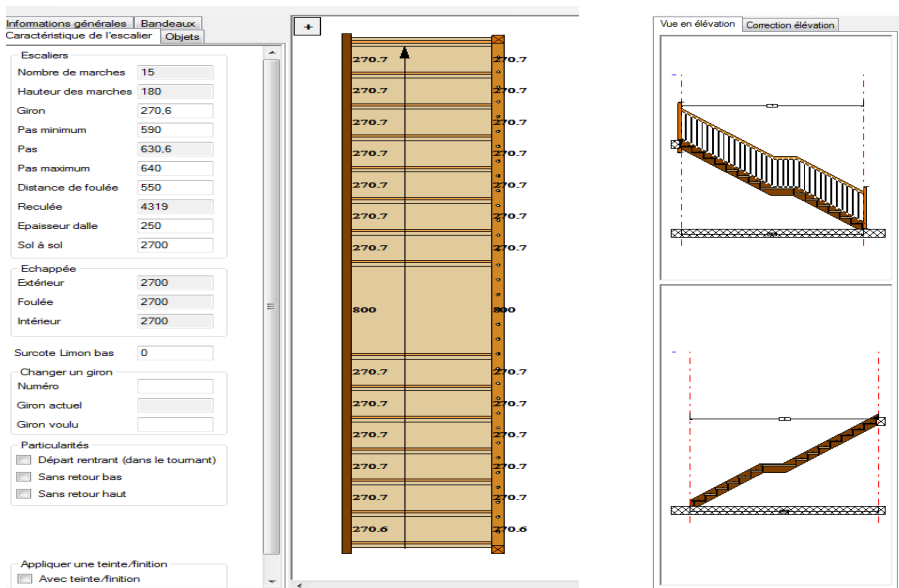 Informations générales Bandeaux
Caractéristique de l'escalier Objets
Escaliers
Nombre de marches 15
Hauteur des marches 180
Giron 270,6
Pas minimum 590
Pas 630,6
Pas maximum 640
Distance de foulée 550
Reculée 4319
Epaisseur dalle 250
Sol à sol 2700
Echappée
Extérieur 2700
Foulée 2700
Intérieur 2700
Surcote Limon bas 0
Changer un giron
Numéro
Giron actuel
Giron voulu
Particularités
Départ rentrant (dans le tournant)
Sans retour bas
Sans retour haut
Appliquer une teinte/finition
Avec teinte/finition
+
270.7 270.7
270.7 270.7
270.7 270.7
270.7 270.7
270.7 270.7
270.7 270.7
270.7 270.7
800 800
270.7 270.7
270.7 270.7
270.7 270.7
270.7 270.7
270.7 270.7
270.6 270.6
Vue en élévation Correction élévation